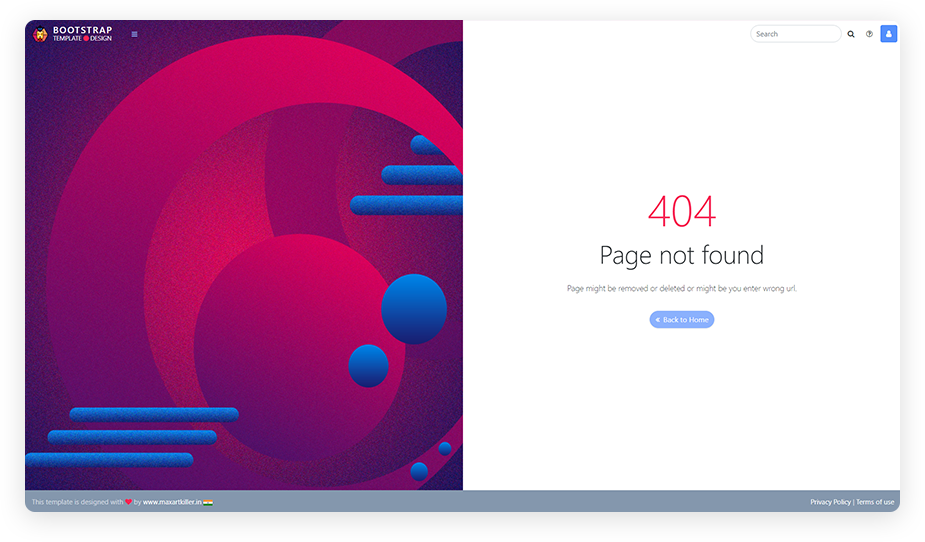 BOOTSTRAP
TEMPLATE DESIGN
Search
404
Page not found
Page might be removed or deleted or might be you enter wrong url.
« Back to Home
This template is designed with ❤ by www.maxartkiller.in
Privacy Policy | Terms of use